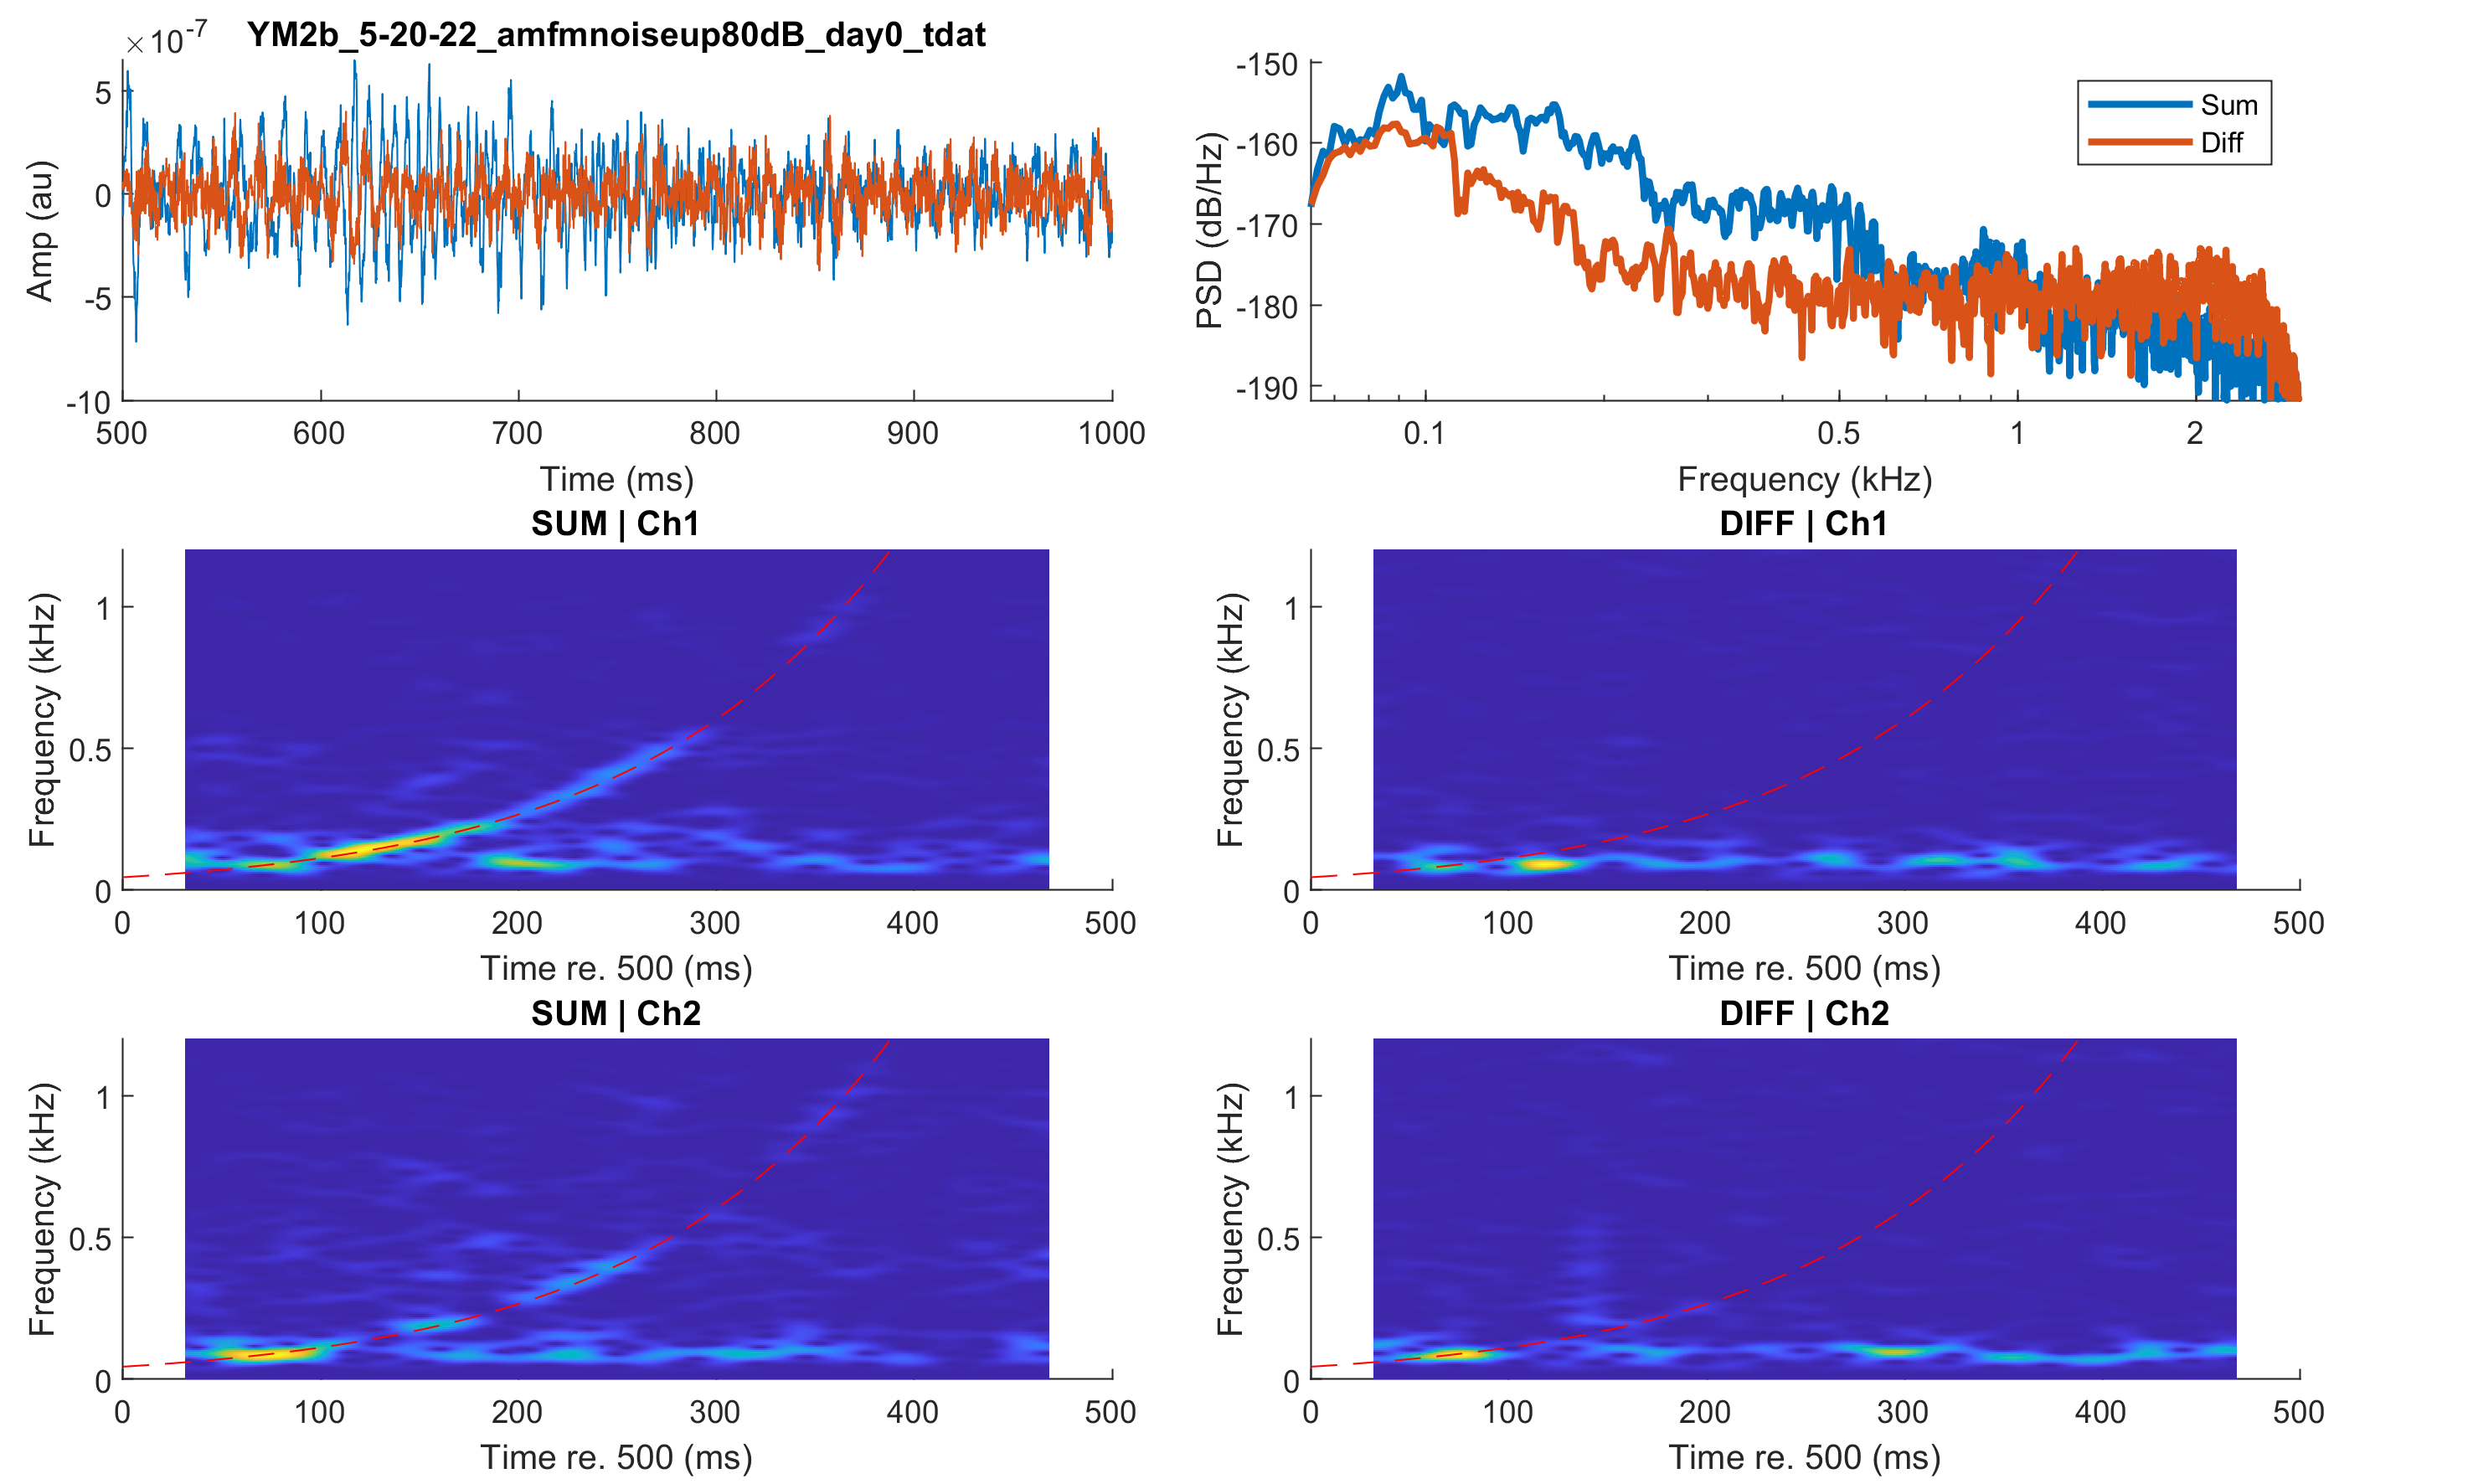 ×10-7
YM2b_5-20-22_amfmnoiseup80dB_day0_tdat
5
0
-5
-10
Amp (au)
500 600 700 800 900 1000
Time (ms)
-150
-160
-170
-180
-190
PSD (dB/Hz)
Sum
Diff
0.1 0.5 1 2
Frequency (kHz)
SUM | Ch1
1
0.5
0
Frequency (kHz)
0 100 200 300 400 500
Time re. 500 (ms)
DIFF | Ch1
1
0.5
0
Frequency (kHz)
0 100 200 300 400 500
Time re. 500 (ms)
SUM | Ch2
1
0.5
0
Frequency (kHz)
0 100 200 300 400 500
Time re. 500 (ms)
DIFF | Ch2
1
0.5
0
Frequency (kHz)
0 100 200 300 400 500
Time re. 500 (ms)